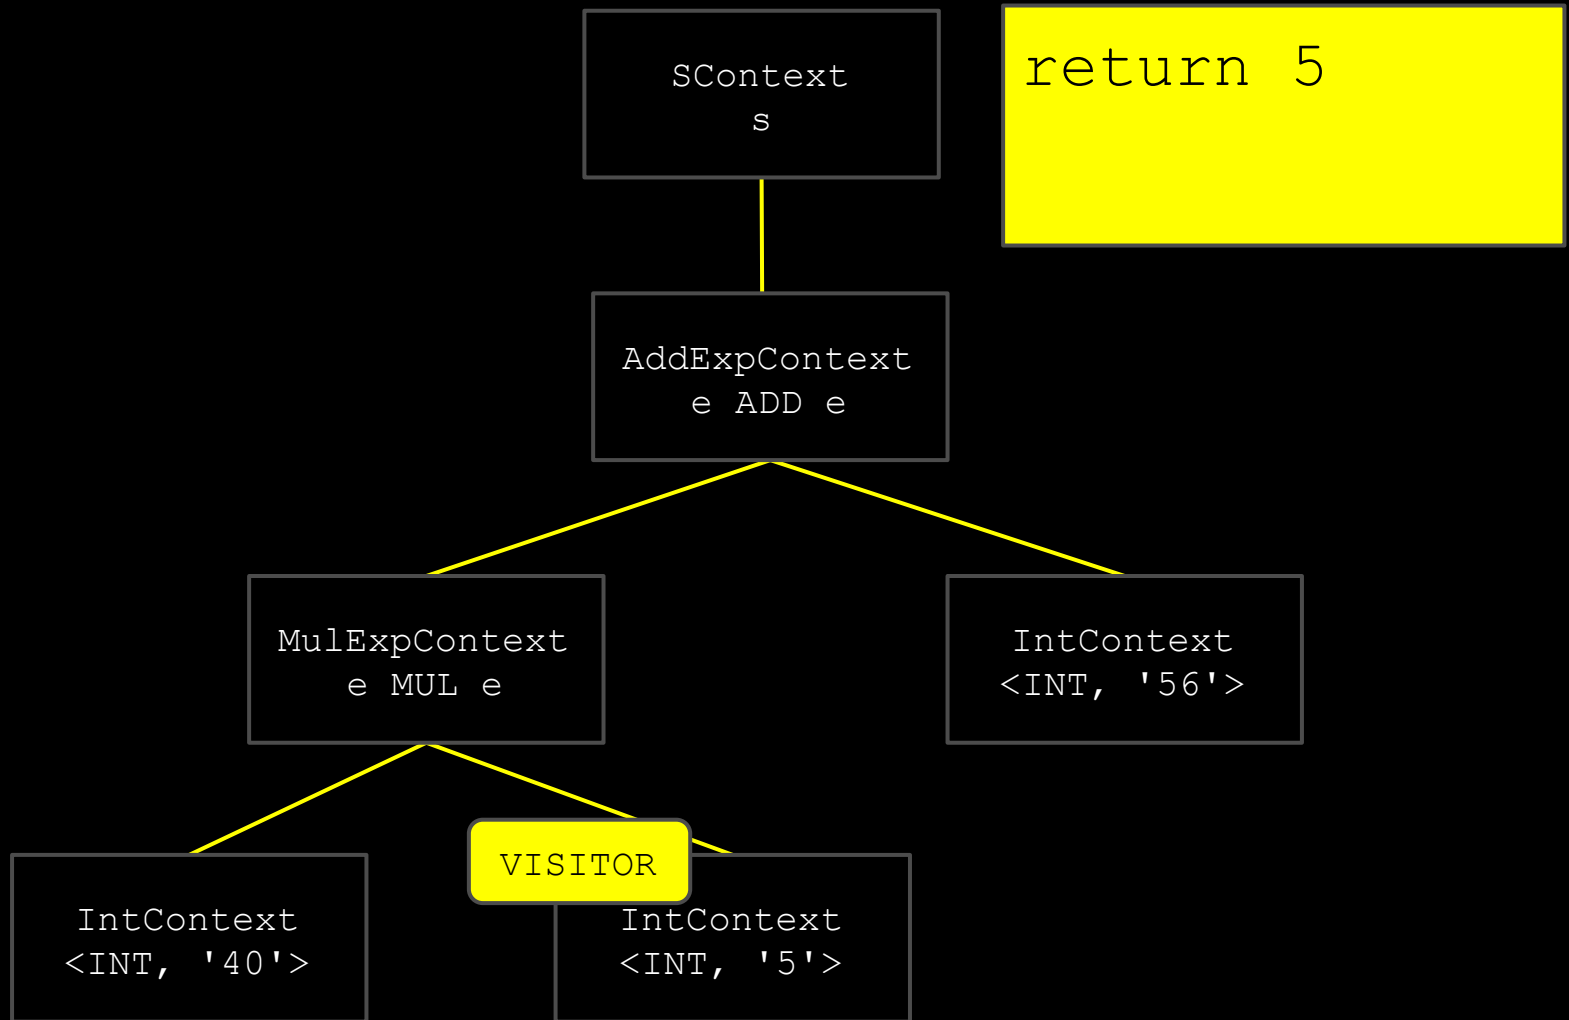 SContext
s
return 5
AddExpContext
e ADD e
MulExpContext
e MUL e
IntContext
<INT, '56'>
VISITOR
IntContext
<INT, '40'>
IntContext
<INT, '5'>